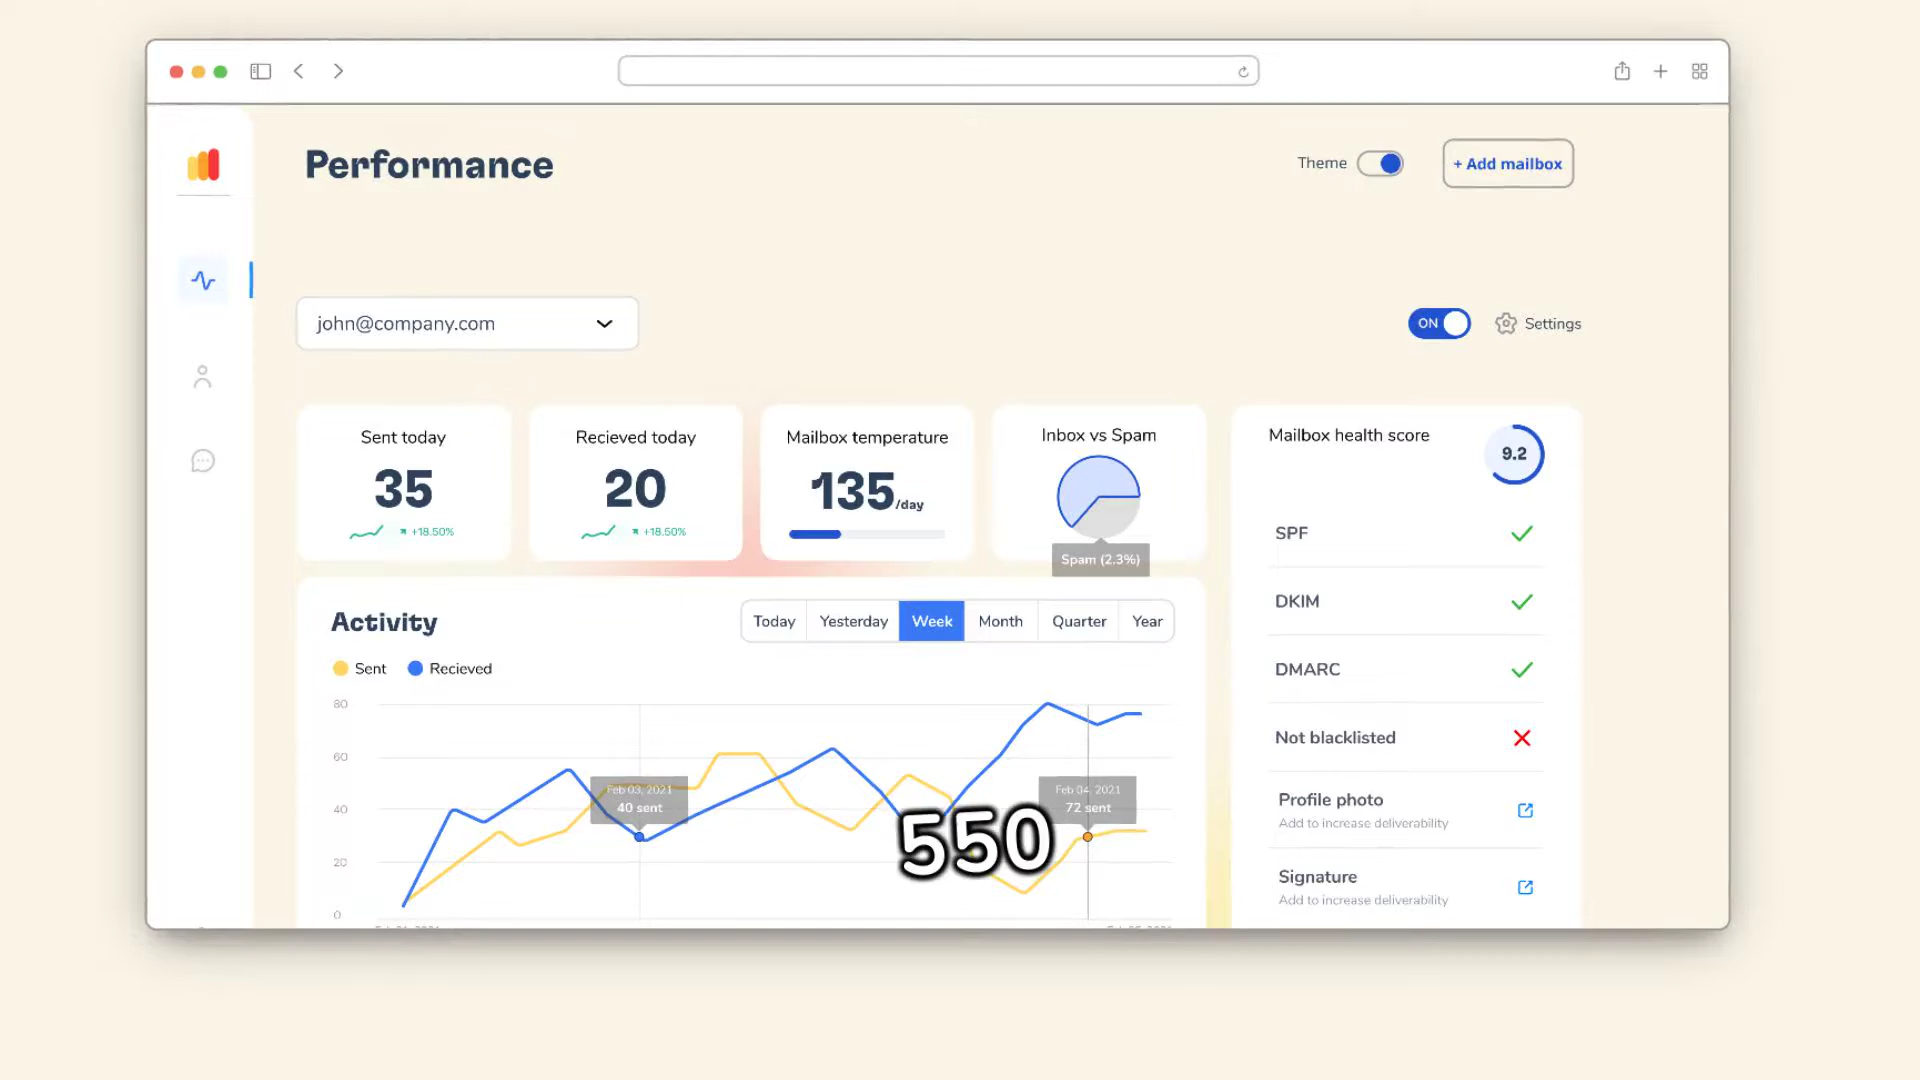 Performance
Theme
+ Add mailbox
john@company.com
ON
Settings
Sent today
35
+18.50%
Recieved today
20
+18.50%
Mailbox temperature
135/day
Inbox vs Spam
Spam (2.3%)
Mailbox health score
9.2
SPF
DKIM
DMARC
Not blacklisted
Profile photo
Add to increase deliverability
Signature
Add to increase deliverability
Activity
Today Yesterday Week Month Quarter Year
Sent Recieved
80
60
40
20
0
Feb 03, 2021
40 sent
Feb 04, 2021
72 sent
550